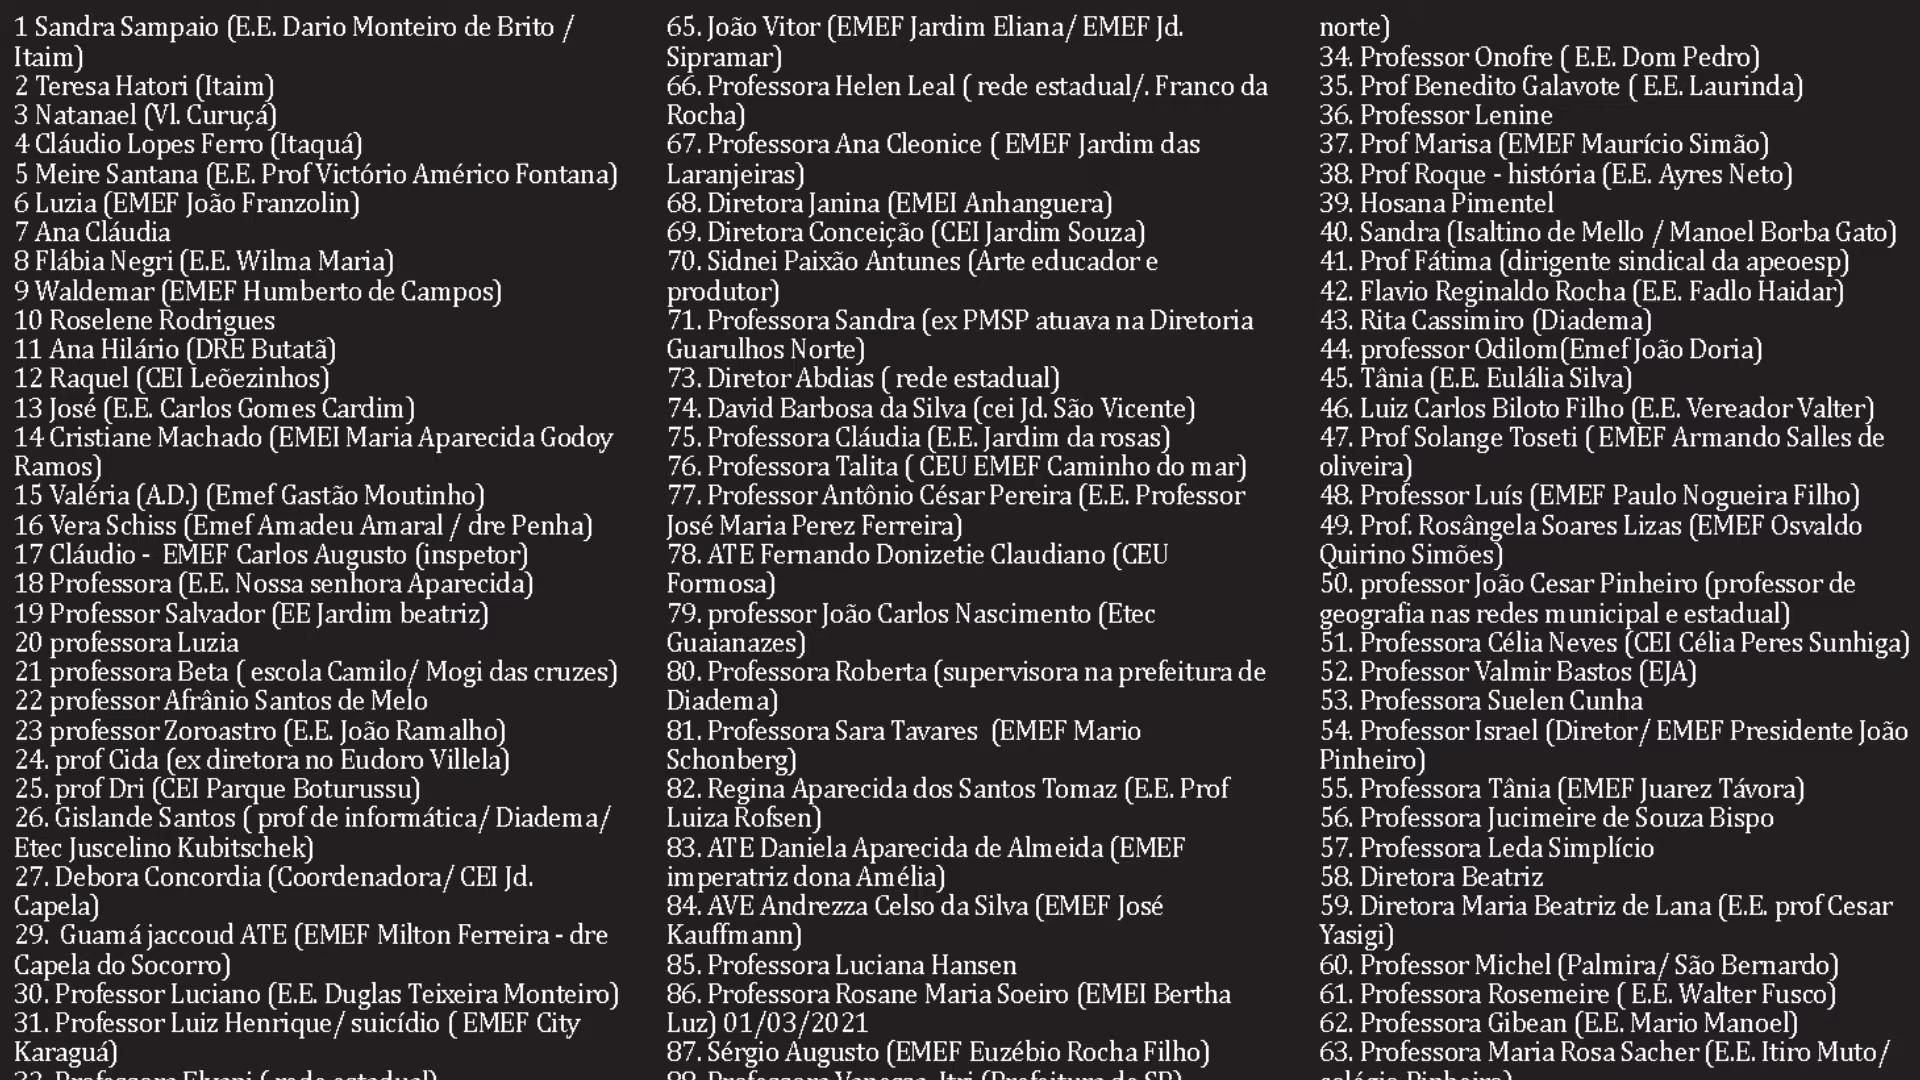 1 Sandra Sampaio (E.E. Dario Monteiro de Brito /
Itaim)
2 Teresa Hatori (Itaim)
3 Natanael (Vl. Curuçá)
4 Cláudio Lopes Ferro (Itaquá)
5 Meire Santana (E.E. Prof Victório Américo Fontana)
6 Luzia (EMEF João Franzolin)
7 Ana Cláudia
8 Flábia Negri (E.E. Wilma Maria)
9 Waldemar (EMEF Humberto de Campos)
10 Roselene Rodrigues
11 Ana Hilário (DRE Butatã)
12 Raquel (CEI Leõezinhos)
13 José (E.E. Carlos Gomes Cardim)
14 Cristiane Machado (EMEI Maria Aparecida Godoy
Ramos)
15 Valéria (A.D.) (Emef Gastão Moutinho)
16 Vera Schiss (Emef Amadeu Amaral / dre Penha)
17 Cláudio - EMEF Carlos Augusto (inspetor)
18 Professora (E.E. Nossa senhora Aparecida)
19 Professor Salvador (EE Jardim beatriz)
20 professora Luzia
21 professora Beta ( escola Camilo/ Mogi das cruzes)
22 professor Afrânio Santos de Melo
23 professor Zoroastro (E.E. João Ramalho)
24. prof Cida (ex diretora no Eudoro Villela)
25. prof Dri (CEI Parque Boturussu)
26. Gislande Santos ( prof de informática/ Diadema/
Etec Juscelino Kubitschek)
27. Debora Concordia (Coordenadora/ CEI Jd.
Capela)
29. Guamá jaccoud ATE (EMEF Milton Ferreira - dre
Capela do Socorro)
30. Professor Luciano (E.E. Duglas Teixeira Monteiro)
31. Professor Luiz Henrique/ suicídio ( EMEF City
Karaguá)
32. Professora Elvani ( rede estadual)
65. João Vitor (EMEF Jardim Eliana/ EMEF Jd.
Sipramar)
66. Professora Helen Leal ( rede estadual/. Franco da
Rocha)
67. Professora Ana Cleonice ( EMEF Jardim das
Laranjeiras)
68. Diretora Janina (EMEI Anhanguera)
69. Diretora Conceição (CEI Jardim Souza)
70. Sidnei Paixão Antunes (Arte educador e
produtor)
71. Professora Sandra (ex PMSP atuava na Diretoria
Guarulhos Norte)
73. Diretor Abdias ( rede estadual)
74. David Barbosa da Silva (cei Jd. São Vicente)
75. Professora Cláudia (E.E. Jardim da rosas)
76. Professora Talita ( CEU EMEF Caminho do mar)
77. Professor Antônio César Pereira (E.E. Professor
José Maria Perez Ferreira)
78. ATE Fernando Donizetie Claudiano (CEU
Formosa)
79. professor João Carlos Nascimento (Etec
Guaianazes)
80. Professora Roberta (supervisora na prefeitura de
Diadema)
81. Professora Sara Tavares (EMEF Mario
Schonberg)
82. Regina Aparecida dos Santos Tomaz (E.E. Prof
Luiza Rofsen)
83. ATE Daniela Aparecida de Almeida (EMEF
imperatriz dona Amélia)
84. AVE Andrezza Celso da Silva (EMEF José
Kauffmann)
85. Professora Luciana Hansen
86. Professora Rosane Maria Soeiro (EMEI Bertha
Luz) 01/03/2021
87. Sérgio Augusto (EMEF Euzébio Rocha Filho)
88. Professora Vanessa (Prefeitura de SP)
norte)
34. Professor Onofre ( E.E. Dom Pedro)
35. Prof Benedito Galavote ( E.E. Laurinda)
36. Professor Lenine
37. Prof Marisa (EMEF Maurício Simão)
38. Prof Roque - história (E.E. Ayres Neto)
39. Hosana Pimentel
40. Sandra (Isaltino de Mello / Manoel Borba Gato)
41. Prof Fátima (dirigente sindical da apeoesp)
42. Flavio Reginaldo Rocha (E.E. Fadlo Haidar)
43. Rita Cassimiro (Diadema)
44. professor Odilom(Emef João Doria)
45. Tânia (E.E. Eulália Silva)
46. Luiz Carlos Biloto Filho (E.E. Vereador Valter)
47. Prof Solange Toseti ( EMEF Armando Salles de
oliveira)
48. Professor Luís (EMEF Paulo Nogueira Filho)
49. Prof. Rosângela Soares Lizas (EMEF Osvaldo
Quirino Simões)
50. professor João Cesar Pinheiro (professor de
geografia nas redes municipal e estadual)
51. Professora Célia Neves (CEI Célia Peres Sunhiga)
52. Professor Valmir Bastos (EJA)
53. Professora Suelen Cunha
54. Professor Israel (Diretor/ EMEF Presidente João
Pinheiro)
55. Professora Tânia (EMEF Juarez Távora)
56. Professora Jucimeire de Souza Bispo
57. Professora Leda Simplício
58. Diretora Beatriz
59. Diretora Maria Beatriz de Lana (E.E. prof Cesar
Yasigi)
60. Professor Michel (Palmira/ São Bernardo)
61. Professora Rosemeire ( E.E. Walter Fusco)
62. Professora Gibean (E.E. Mario Manoel)
63. Professora Maria Rosa Sacher (E.E. Itiro Muto/
colégio Pinheiro)